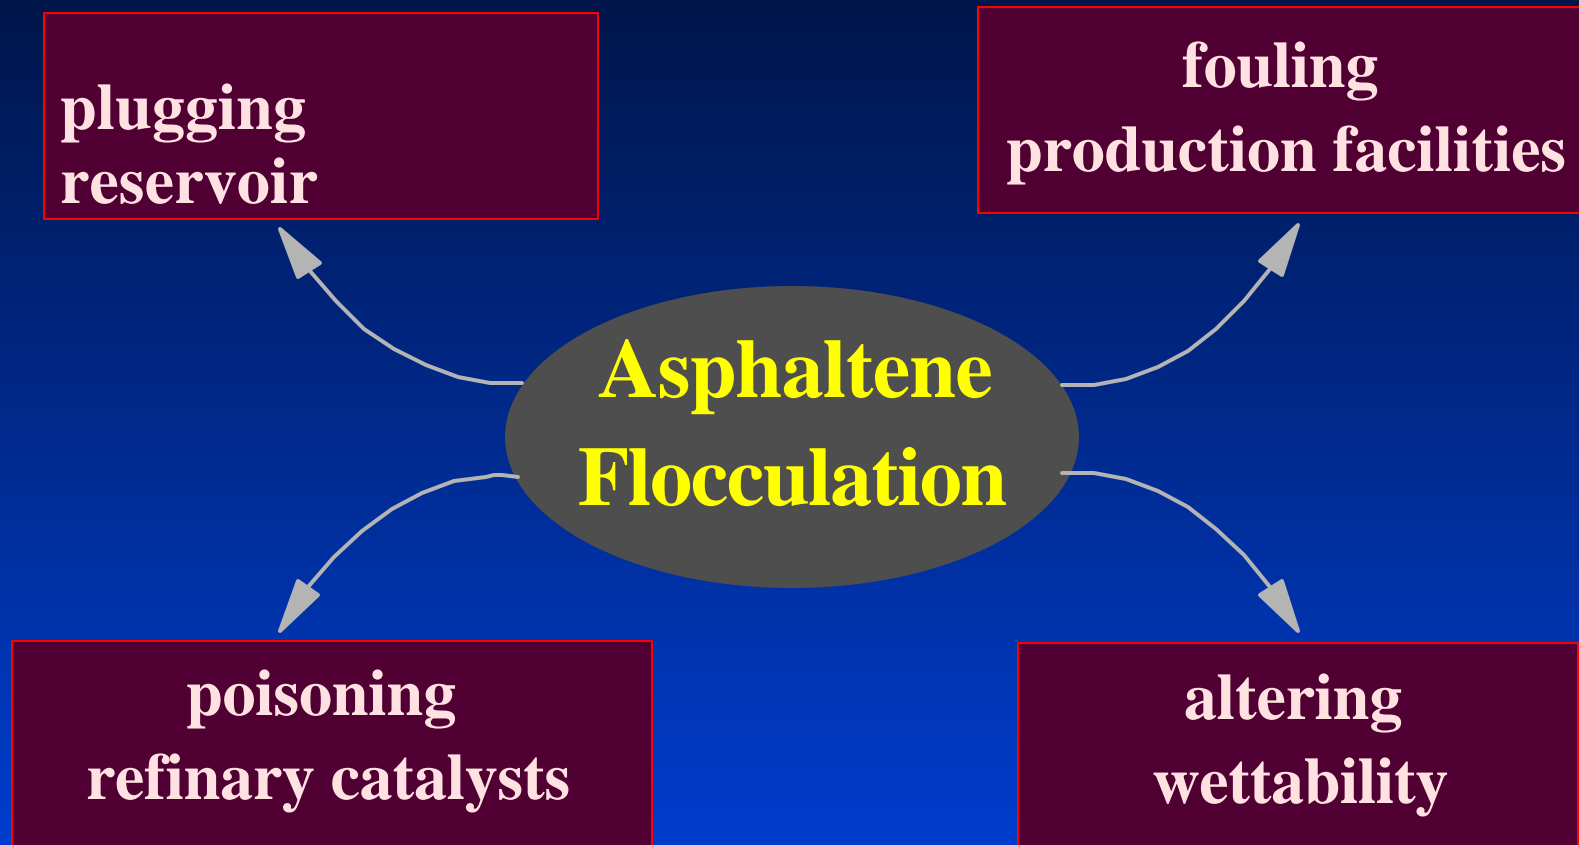 plugging
reservoir
fouling
production facilities
Asphaltene
Flocculation
poisoning
refinary catalysts
altering
wettability